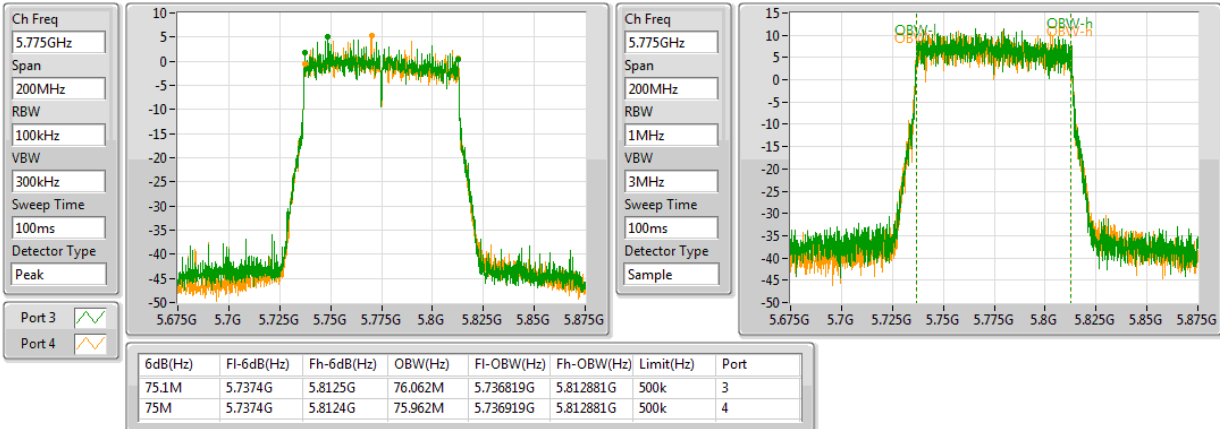 Ch Freq
5.775GHz
Span
200MHz
RBW
100kHz
VBW
300kHz
Sweep Time
100ms
Detector Type
Peak
Port 3
Port 4
10
5
0
-5
-10
-15
-20
-25
-30
-35
-40
-45
-50
5.675G 5.7G 5.725G 5.75G 5.775G 5.8G 5.825G 5.85G 5.875G
Ch Freq
5.775GHz
Span
200MHz
RBW
1MHz
VBW
3MHz
Sweep Time
100ms
Detector Type
Sample
15
10
5
0
-5
-10
-15
-20
-25
-30
-35
-40
-45
-50
OBW-l OBW-h
OBW-h
5.675G 5.7G 5.725G 5.75G 5.775G 5.8G 5.825G 5.85G 5.875G
6dB(Hz) Fl-6dB(Hz) Fh-6dB(Hz) OBW(Hz) Fl-OBW(Hz) Fh-OBW(Hz) Limit(Hz) Port
75.1M 5.7374G 5.8125G 76.062M 5.736819G 5.812881G 500k 3
75M 5.7374G 5.8124G 75.962M 5.736919G 5.812881G 500k 4